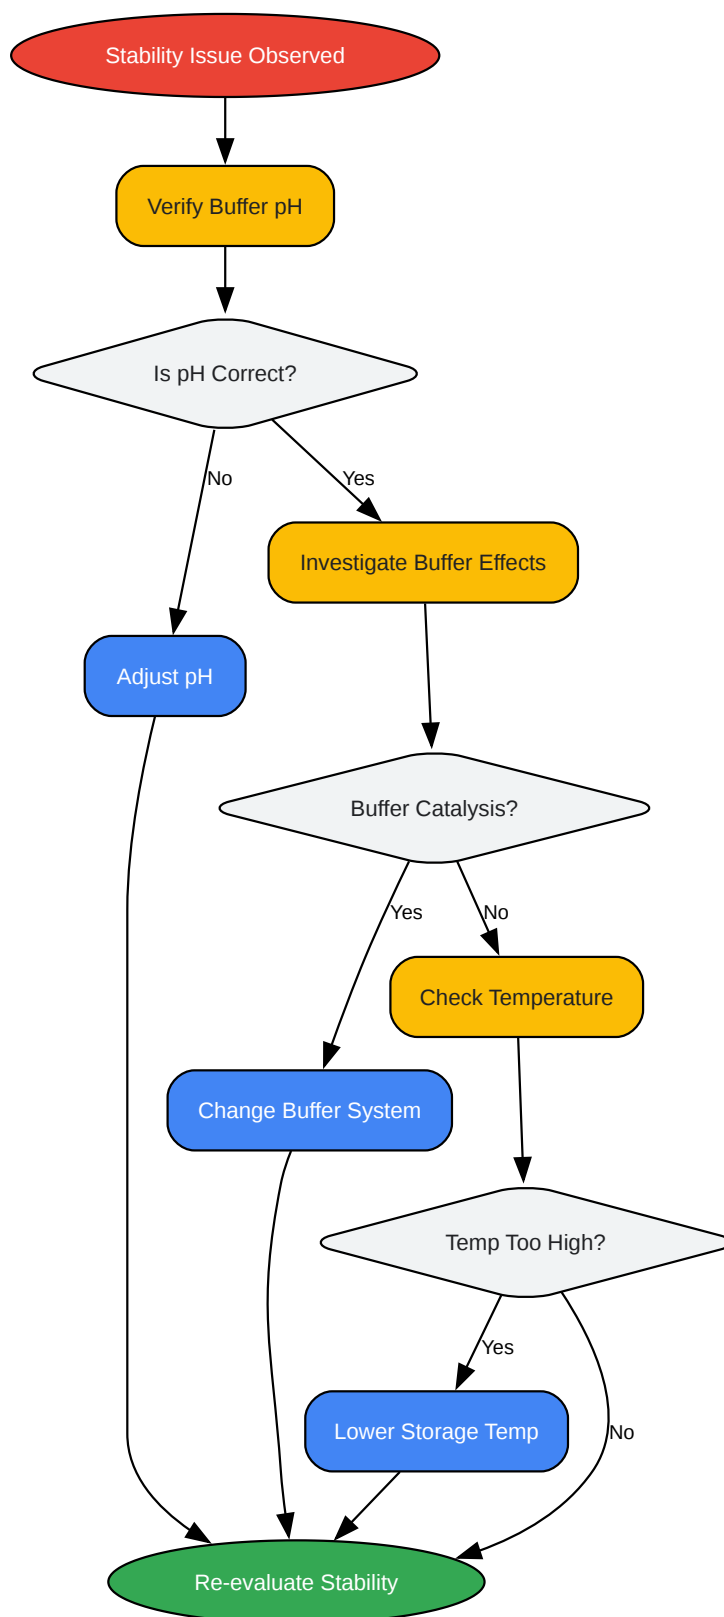 Stability Issue Observed
Verify Buffer pH
Is pH Correct?
No
Yes
Investigate Buffer Effects
Adjust pH
Buffer Catalysis?
Yes
No
Check Temperature
Change Buffer System
Temp Too High?
Yes
Lower Storage Temp
No
Re-evaluate Stability